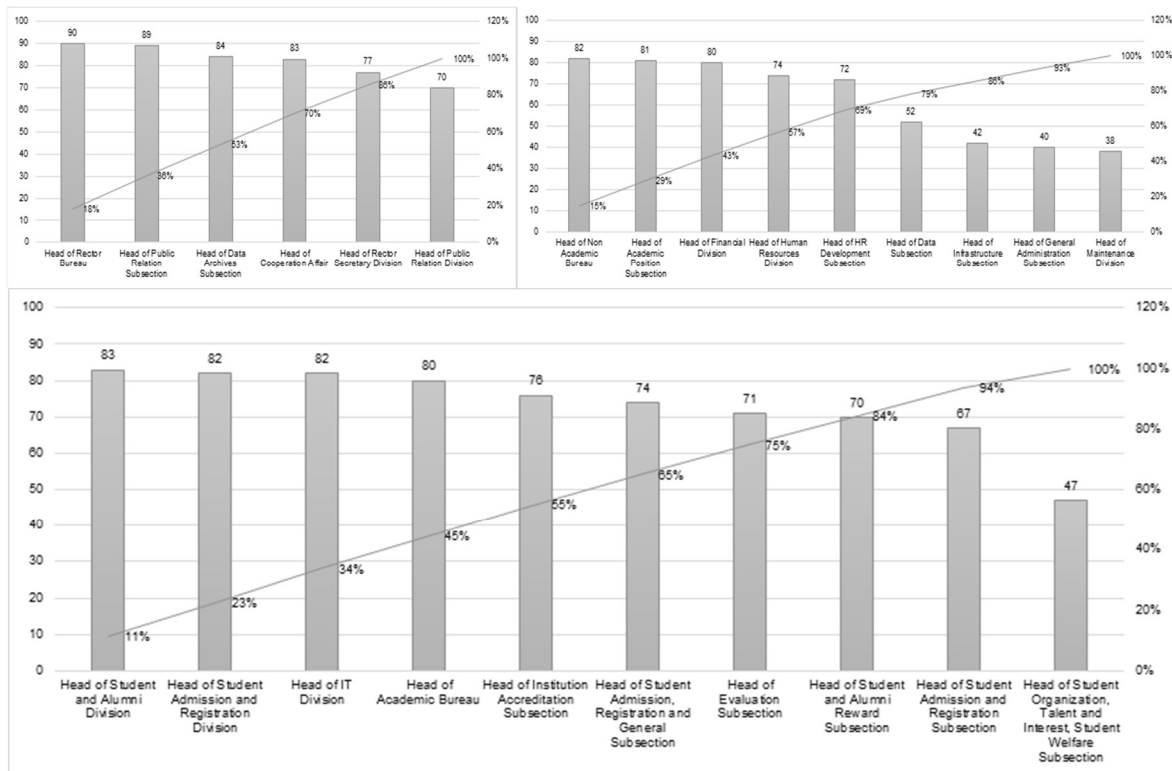 100
90
80
70
60
50
40
30
20
10
0
90
89
84
83
77
70
18%
36%
53%
70%
86%
100%
120%
100%
80%
60%
40%
20%
0%
Head of Rector
Bureau
Head of Public
Relation
Subsection
Head of Data
Archives
Subsection
Head of
Cooperation Affair
Head of Rector
Secretary Division
Head of Public
Relation Division
100
90
80
70
60
50
40
30
20
10
0
82
81
80
74
72
52
42
40
38
15%
29%
43%
57%
69%
79%
86%
93%
100%
120%
100%
80%
60%
40%
20%
0%
Head of Non
Academic Bureau
Head of
Academic
Position
Subsection
Head of Financial
Division
Head of Human
Resources
Division
Head of HR
Development
Subsection
Head of Data
Subsection
Head of
Infrastructure
Subsection
Head of General
Administration
Subsection
Head of
Maintenance
Division
100
90
80
70
60
50
40
30
20
10
0
83
82
82
80
76
74
71
70
67
47
11%
23%
34%
45%
55%
65%
75%
84%
94%
100%
120%
100%
80%
60%
40%
20%
0%
Head of Student
and Alumni
Division
Head of Student
Admission and
Registration
Division
Head of IT
Division
Head of
Academic Bureau
Head of Institution
Accreditation
Subsection
Head of Student
Admission,
Registration and
General
Subsection
Head of
Evaluation
Subsection
Head of Student
and Alumni
Reward
Subsection
Head of Student
Admission and
Registration
Subsection
Head of Student
Organization,
Talent and
Interest, Student
Welfare
Subsection